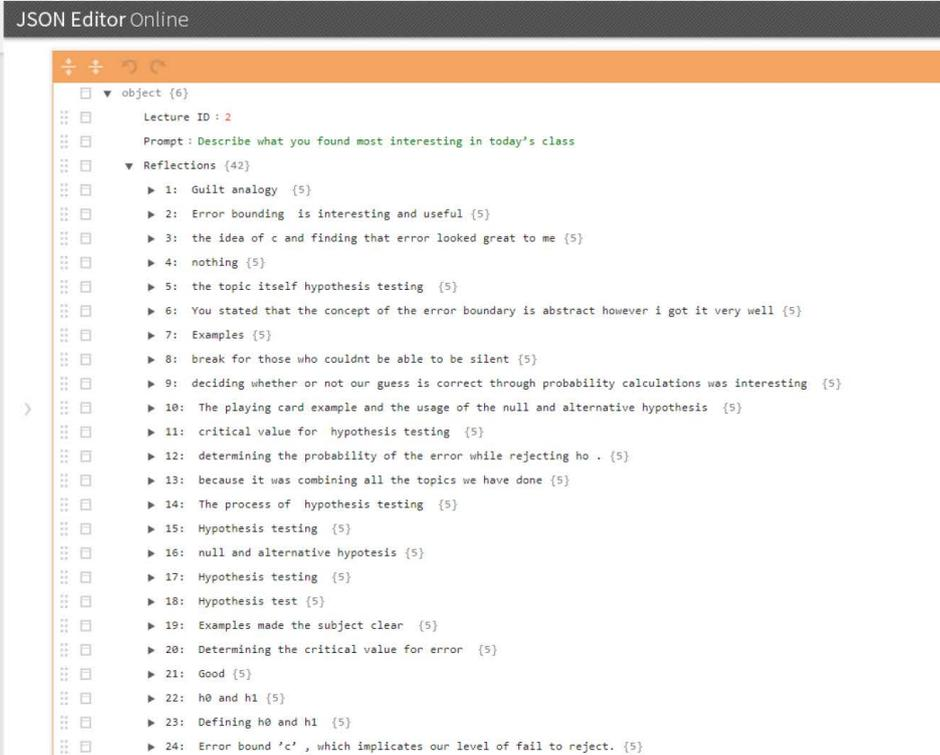 JSON Editor Online
object {6}
Lecture ID : 2
Prompt : Describe what you found most interesting in today's class
Reflections {42}
1: Guilt analogy {5}
2: Error bounding is interesting and useful {5}
3: the idea of c and finding that error looked great to me {5}
4: nothing {5}
5: the topic itself hypothesis testing {5}
6: You stated that the concept of the error boundary is abstract however i got it very well {5}
7: Examples {5}
8: break for those who couldnt be able to be silent {5}
9: deciding whether or not our guess is correct through probability calculations was interesting {5}
10: The playing card example and the usage of the null and alternative hypothesis {5}
11: critical value for hypothesis testing {5}
12: determining the probability of the error while rejecting ho . {5}
13: because it was combining all the topics we have done {5}
14: The process of hypothesis testing {5}
15: Hypothesis testing {5}
16: null and alternative hypotesis {5}
17: Hypothesis testing {5}
18: Hypothesis test {5}
19: Examples made the subject clear {5}
20: Determining the critical value for error {5}
21: Good {5}
22: h0 and h1 {5}
23: Defining h0 and h1 {5}
24: Error bound 'c' , which implicates our level of fail to reject. {5}